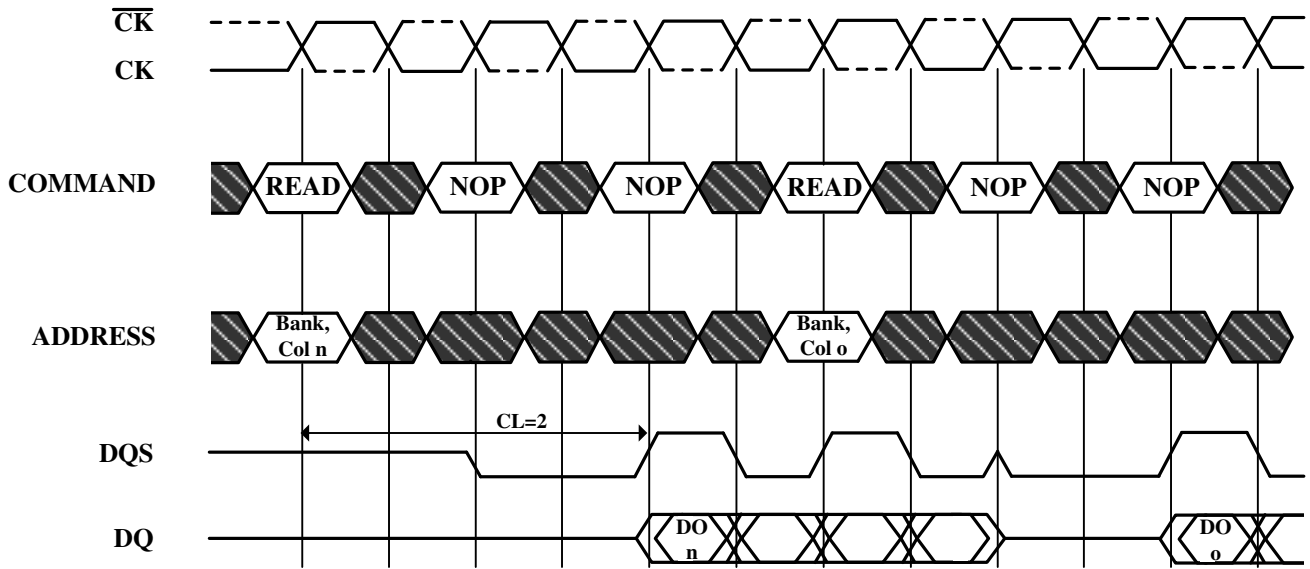 CK
CK
COMMAND READ NOP NOP READ NOP NOP
ADDRESS Bank, Col n Bank, Col o
CL=2
DQS
DQ DO n DO o